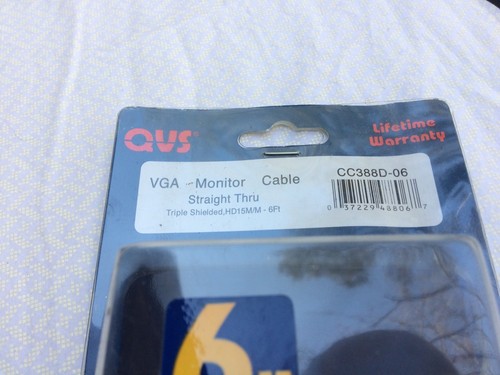 QVS®
Lifetime
Warranty
VGA - Monitor Cable
Straight Thru
Triple Shielded,HD15M/M - 6Ft
CC388D-06
0 37229 48806 7
6